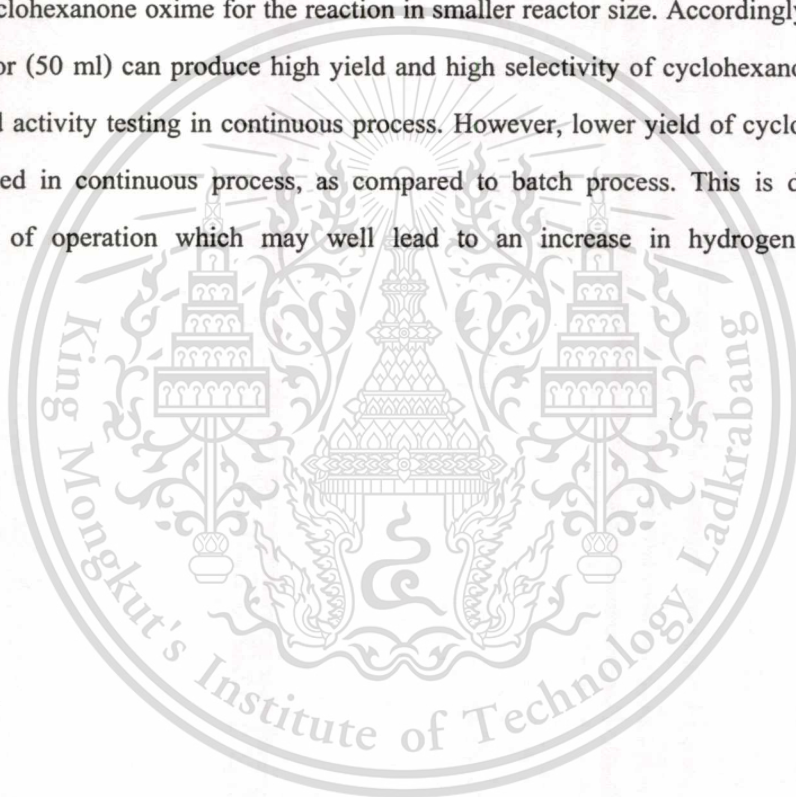 clohexanone oxime for the reaction in smaller reactor size. Accordingly
or (50 ml) can produce high yield and high selectivity of cyclohexano
l activity testing in continuous process. However, lower yield of cyclo
ed in continuous process, as compared to batch process. This is d
of operation which may well lead to an increase in hydrogen
King Mongkut's Institute of Technology Ladkrabang